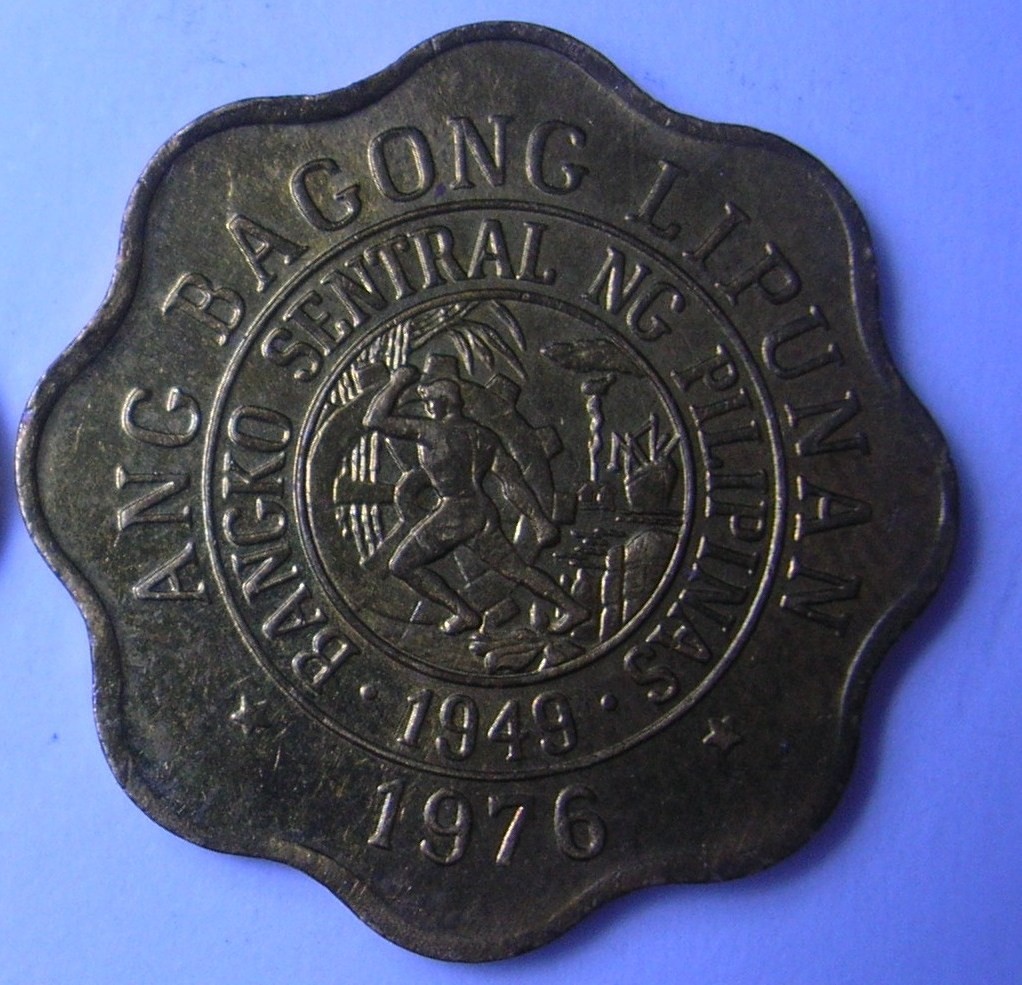 ANG BAGONG LIPUNAN
BANGKO SENTRAL NG PILIPINAS
· 1949 ·
1976